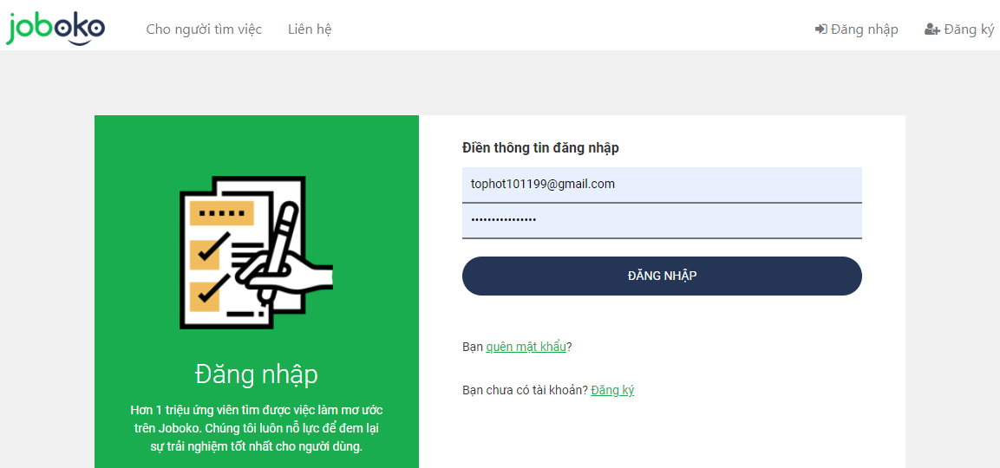 joboko
Cho người tìm việc
Liên hệ
Đăng nhập
Đăng ký
Điền thông tin đăng nhập
tophot101199@gmail.com
••••••••••••••••
ĐĂNG NHẬP
Bạn quên mật khẩu?
Bạn chưa có tài khoản? Đăng ký
Đăng nhập
Hơn 1 triệu ứng viên tìm được việc làm mơ ước
trên Joboko. Chúng tôi luôn nỗ lực để đem lại
sự trải nghiệm tốt nhất cho người dùng.